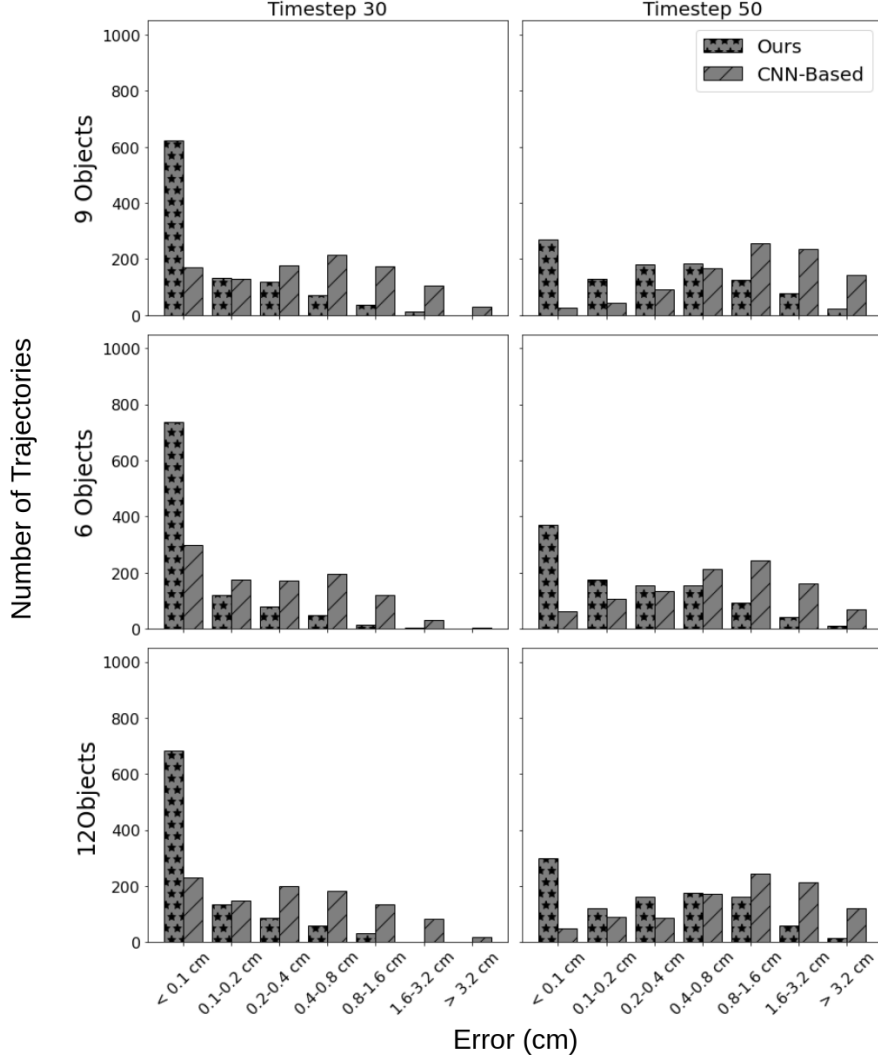 Timestep 30
Timestep 50
Ours
CNN-Based
1000
800
600
400
200
0
9 Objects
1000
800
600
400
200
0
6 Objects
1000
800
600
400
200
0
12Objects
Number of Trajectories
< 0.1 cm
0.1-0.2 cm
0.2-0.4 cm
0.4-0.8 cm
0.8-1.6 cm
1.6-3.2 cm
> 3.2 cm
< 0.1 cm
0.1-0.2 cm
0.2-0.4 cm
0.4-0.8 cm
0.8-1.6 cm
1.6-3.2 cm
> 3.2 cm
Error (cm)